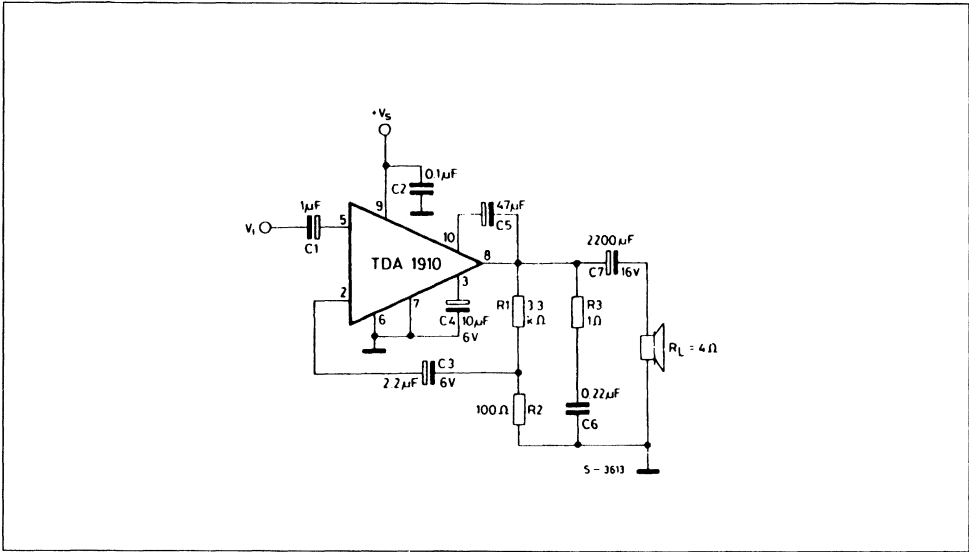 +Vs
0.1µF
C2
9
1µF
47µF
C5
Vi
C1
5
10
2200µF
TDA 1910
8
C7
16V
3
2
7
R1
3.3
kΩ
R3
1Ω
6
C4
10µF
6V
RL = 4Ω
C3
2.2µF
6V
0.22µF
100Ω
R2
C6
S - 3613